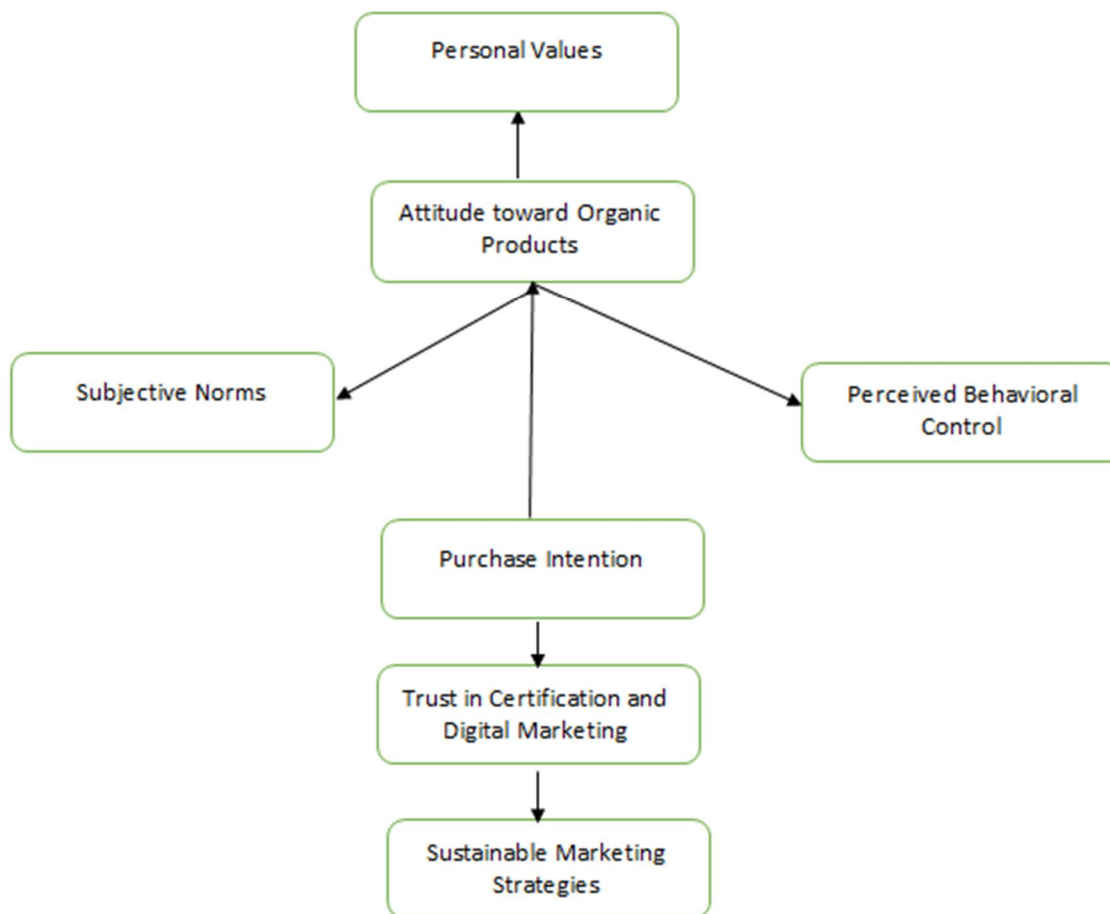 Personal Values
Attitude toward Organic
Products
Subjective Norms
Perceived Behavioral
Control
Purchase Intention
Trust in Certification and
Digital Marketing
Sustainable Marketing
Strategies